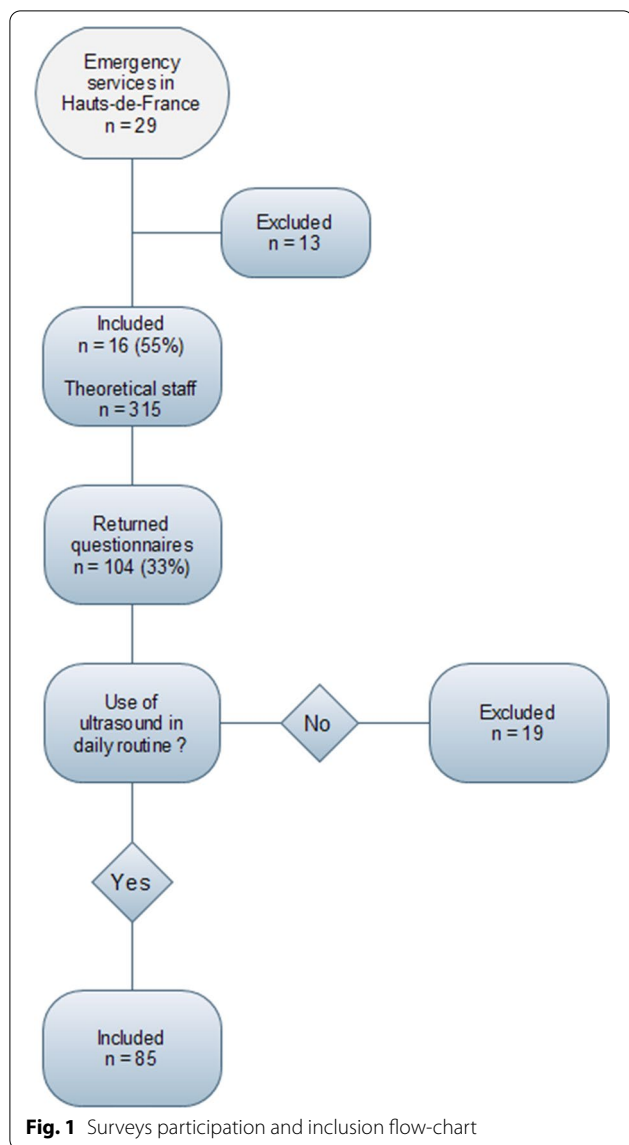 Emergency
services in
Hauts-de-France
n = 29
Excluded
n = 13
Included
n = 16 (55%)
Theoretical staff
n = 315
Returned
questionnaires
n = 104 (33%)
Use of
ultrasound in
daily routine ?
No
Excluded
n = 19
Yes
Included
n = 85
Fig. 1 Surveys participation and inclusion flow-chart